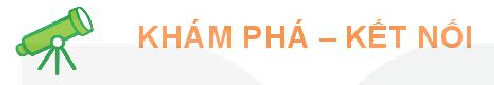 KHÁM PHÁ – KẾT NỐI